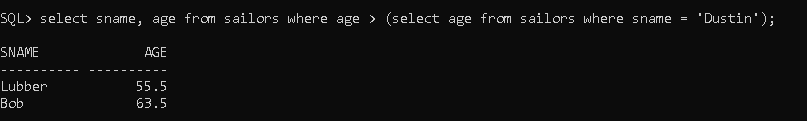 SQL> select sname, age from sailors where age > (select age from sailors where sname = 'Dustin');
SNAME             AGE
---------- ----------
Lubber           55.5
Bob              63.5